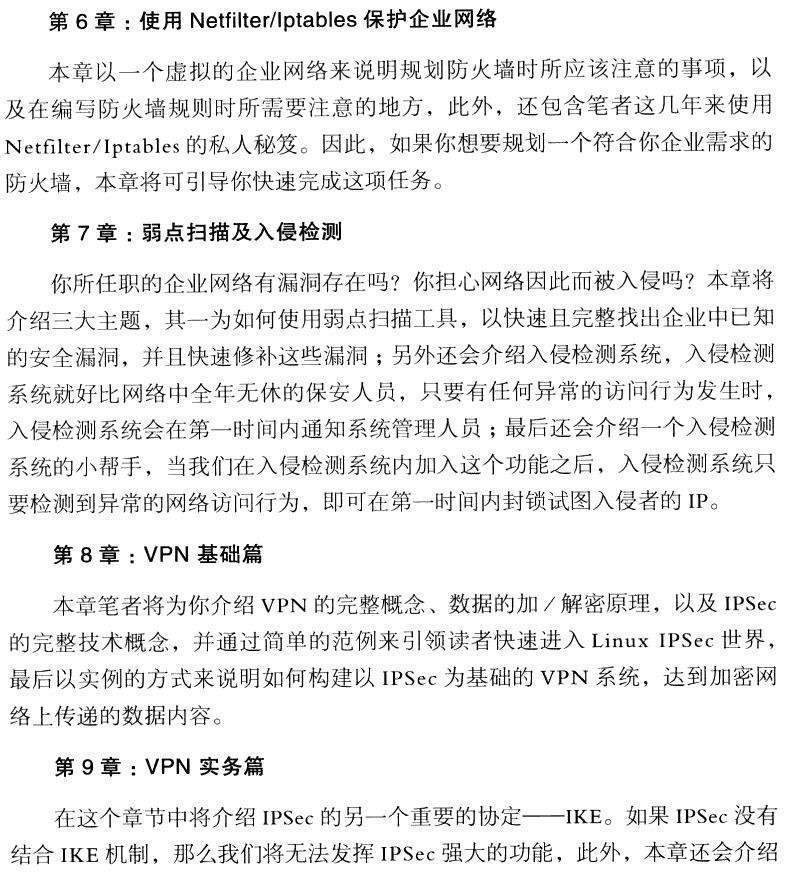 第 6 章：使用 Netfilter/Iptables 保护企业网络
本章以一个虚拟的企业网络来说明规划防火墙时所应该注意的事项，以
及在编写防火墙规则时所需要注意的地方，此外，还包含笔者这几年来使用
Netfilter/Iptables 的私人秘笈。因此，如果你想要规划一个符合你企业需求的
防火墙，本章将可引导你快速完成这项任务。
第 7 章：弱点扫描及入侵检测
你所任职的企业网络有漏洞存在吗？你担心网络因此而被入侵吗？本章将
介绍三大主题，其一为如何使用弱点扫描工具，以快速且完整找出企业中已知
的安全漏洞，并且快速修补这些漏洞；另外还会介绍入侵检测系统，入侵检测
系统就好比网络中全年无休的保安人员，只要有任何异常的访问行为发生时，
入侵检测系统会在第一时间内通知系统管理人员；最后还会介绍一个入侵检测
系统的小帮手，当我们在入侵检测系统内加入这个功能之后，入侵检测系统只
要检测到异常的网络访问行为，即可在第一时间内封锁试图入侵者的 IP。
第 8 章：VPN 基础篇
本章笔者将为你介绍 VPN 的完整概念、数据的加／解密原理，以及 IPSec
的完整技术概念，并通过简单的范例来引领读者快速进入 Linux IPSec 世界，
最后以实例的方式来说明如何构建以 IPSec 为基础的 VPN 系统，达到加密网
络上传递的数据内容。
第 9 章：VPN 实务篇
在这个章节中将介绍 IPSec 的另一个重要的协定——IKE。如果 IPSec 没有
结合 IKE 机制，那么我们将无法发挥 IPSec 强大的功能，此外，本章还会介绍